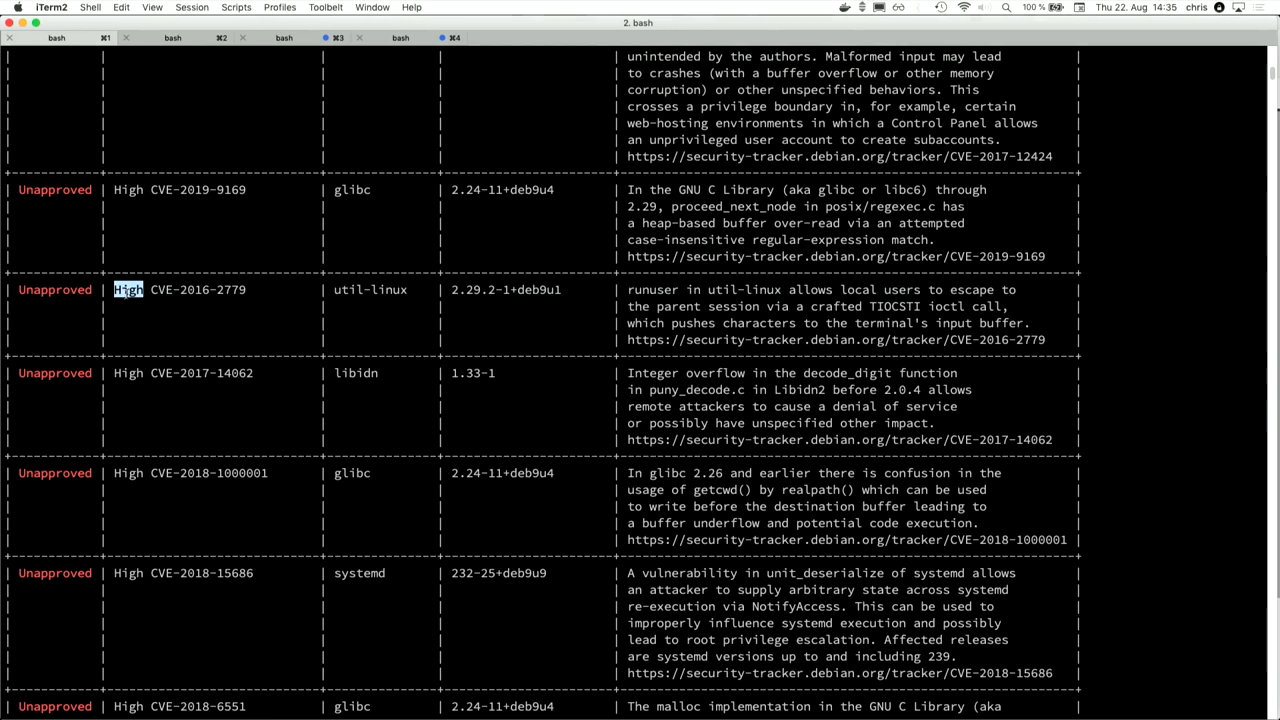 iTerm2 Shell Edit View Session Scripts Profiles Toolbelt Window Help 100 % Thu 22. Aug 14:35 chris
2. bash
bash ⌘1 bash ⌘2 bash ⌘3 bash ⌘4
unintended by the authors. Malformed input may lead
to crashes (with a buffer overflow or other memory
corruption) or other unspecified behaviors. This
crosses a privilege boundary in, for example, certain
web-hosting environments in which a Control Panel allows
an unprivileged user account to create subaccounts.
https://security-tracker.debian.org/tracker/CVE-2017-12424
Unapproved | High CVE-2019-9169 | glibc | 2.24-11+deb9u4 | In the GNU C Library (aka glibc or libc6) through
2.29, proceed_next_node in posix/regexec.c has
a heap-based buffer over-read via an attempted
case-insensitive regular-expression match.
https://security-tracker.debian.org/tracker/CVE-2019-9169
Unapproved | High CVE-2016-2779 | util-linux | 2.29.2-1+deb9u1 | runuser in util-linux allows local users to escape to
the parent session via a crafted TIOCSTI ioctl call,
which pushes characters to the terminal's input buffer.
https://security-tracker.debian.org/tracker/CVE-2016-2779
Unapproved | High CVE-2017-14062 | libidn | 1.33-1 | Integer overflow in the decode_digit function
in puny_decode.c in Libidn2 before 2.0.4 allows
remote attackers to cause a denial of service
or possibly have unspecified other impact.
https://security-tracker.debian.org/tracker/CVE-2017-14062
Unapproved | High CVE-2018-1000001 | glibc | 2.24-11+deb9u4 | In glibc 2.26 and earlier there is confusion in the
usage of getcwd() by realpath() which can be used
to write before the destination buffer leading to
a buffer underflow and potential code execution.
https://security-tracker.debian.org/tracker/CVE-2018-1000001
Unapproved | High CVE-2018-15686 | systemd | 232-25+deb9u9 | A vulnerability in unit_deserialize of systemd allows
an attacker to supply arbitrary state across systemd
re-execution via NotifyAccess. This can be used to
improperly influence systemd execution and possibly
lead to root privilege escalation. Affected releases
are systemd versions up to and including 239.
https://security-tracker.debian.org/tracker/CVE-2018-15686
Unapproved | High CVE-2018-6551 | glibc | 2.24-11+deb9u4 | The malloc implementation in the GNU C Library (aka